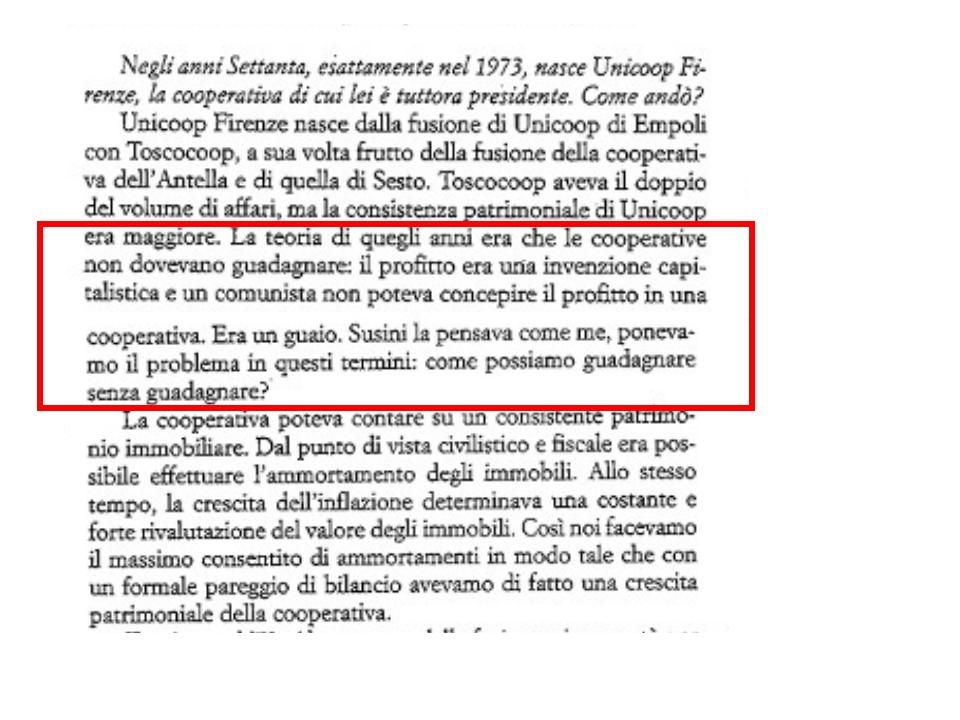 Negli anni Settanta, esattamente nel 1973, nasce Unicoop Fi-
renze, la cooperativa di cui lei è tuttora presidente. Come andò?
Unicoop Firenze nasce dalla fusione di Unicoop di Empoli
con Toscocoop, a sua volta frutto della fusione della cooperati-
va dell'Antella e di quella di Sesto. Toscocoop aveva il doppio
del volume di affari, ma la consistenza patrimoniale di Unicoop
era maggiore. La teoria di quegli anni era che le cooperative
non dovevano guadagnare: il profitto era una invenzione capi-
talistica e un comunista non poteva concepire il profitto in una
cooperativa. Era un guaio. Susini la pensava come me, poneva-
mo il problema in questi termini: come possiamo guadagnare
senza guadagnare?
La cooperativa poteva contare su un consistente patrimo-
nio immobiliare. Dal punto di vista civilistico e fiscale era pos-
sibile effettuare l'ammortamento degli immobili. Allo stesso
tempo, la crescita dell'inflazione determinava una costante e
forte rivalutazione del valore degli immobili. Così noi facevamo
il massimo consentito di ammortamenti in modo tale che con
un formale pareggio di bilancio avevamo di fatto una crescita
patrimoniale della cooperativa.